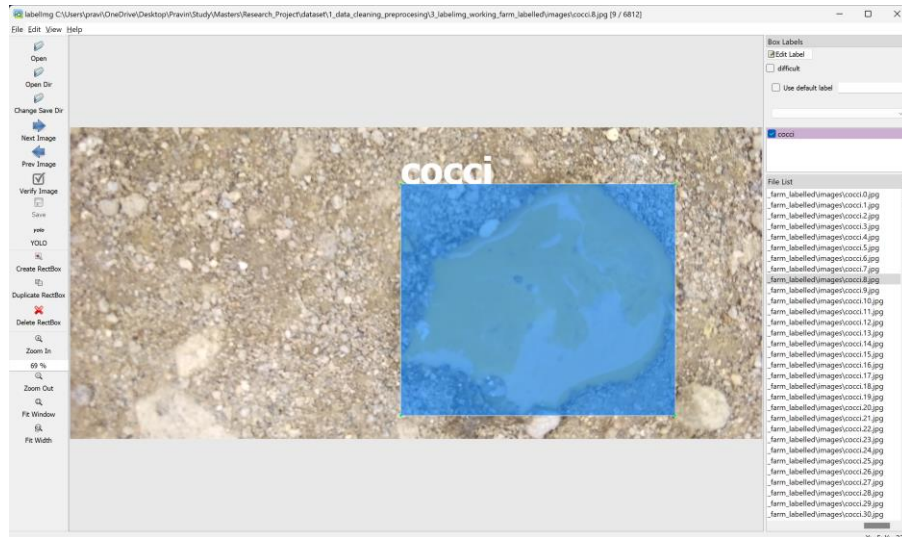 labelImg C:\Users\pravi\OneDrive\Desktop\Pravin\Study\Masters\Research_Project\dataset\1_data_cleaning_preprocesing\3_labelimg_working_farm_labelled\images\cocci.8.jpg [9 / 6812]
File Edit View Help
Open
Open Dir
Change Save Dir
Next Image
Prev Image
Verify Image
Save
YOLO
Create RectBox
Duplicate RectBox
Delete RectBox
Zoom In
69 %
Zoom Out
Fit Window
Fit Width
cocci
Box Labels
Edit Label
difficult
Use default label
cocci
File List
_farm_labelled\images\cocci.0.jpg
_farm_labelled\images\cocci.1.jpg
_farm_labelled\images\cocci.2.jpg
_farm_labelled\images\cocci.3.jpg
_farm_labelled\images\cocci.4.jpg
_farm_labelled\images\cocci.5.jpg
_farm_labelled\images\cocci.6.jpg
_farm_labelled\images\cocci.7.jpg
_farm_labelled\images\cocci.8.jpg
_farm_labelled\images\cocci.9.jpg
_farm_labelled\images\cocci.10.jpg
_farm_labelled\images\cocci.11.jpg
_farm_labelled\images\cocci.12.jpg
_farm_labelled\images\cocci.13.jpg
_farm_labelled\images\cocci.14.jpg
_farm_labelled\images\cocci.15.jpg
_farm_labelled\images\cocci.16.jpg
_farm_labelled\images\cocci.17.jpg
_farm_labelled\images\cocci.18.jpg
_farm_labelled\images\cocci.19.jpg
_farm_labelled\images\cocci.20.jpg
_farm_labelled\images\cocci.21.jpg
_farm_labelled\images\cocci.22.jpg
_farm_labelled\images\cocci.23.jpg
_farm_labelled\images\cocci.24.jpg
_farm_labelled\images\cocci.25.jpg
_farm_labelled\images\cocci.26.jpg
_farm_labelled\images\cocci.27.jpg
_farm_labelled\images\cocci.28.jpg
_farm_labelled\images\cocci.29.jpg
_farm_labelled\images\cocci.30.jpg